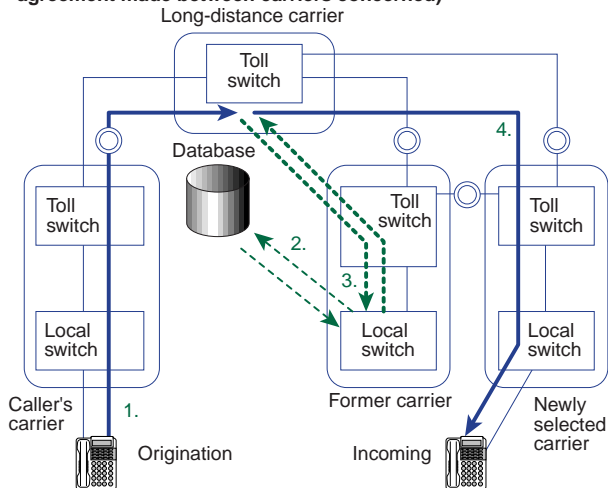 agreement made between carriers concerned)
Long-distance carrier
Toll
switch
4.
Database
Toll
switch
Toll
switch
Toll
switch
2.
3.
Local
switch
Local
switch
Local
switch
Caller's
carrier
1.
Former carrier
Newly
selected
carrier
Origination
Incoming